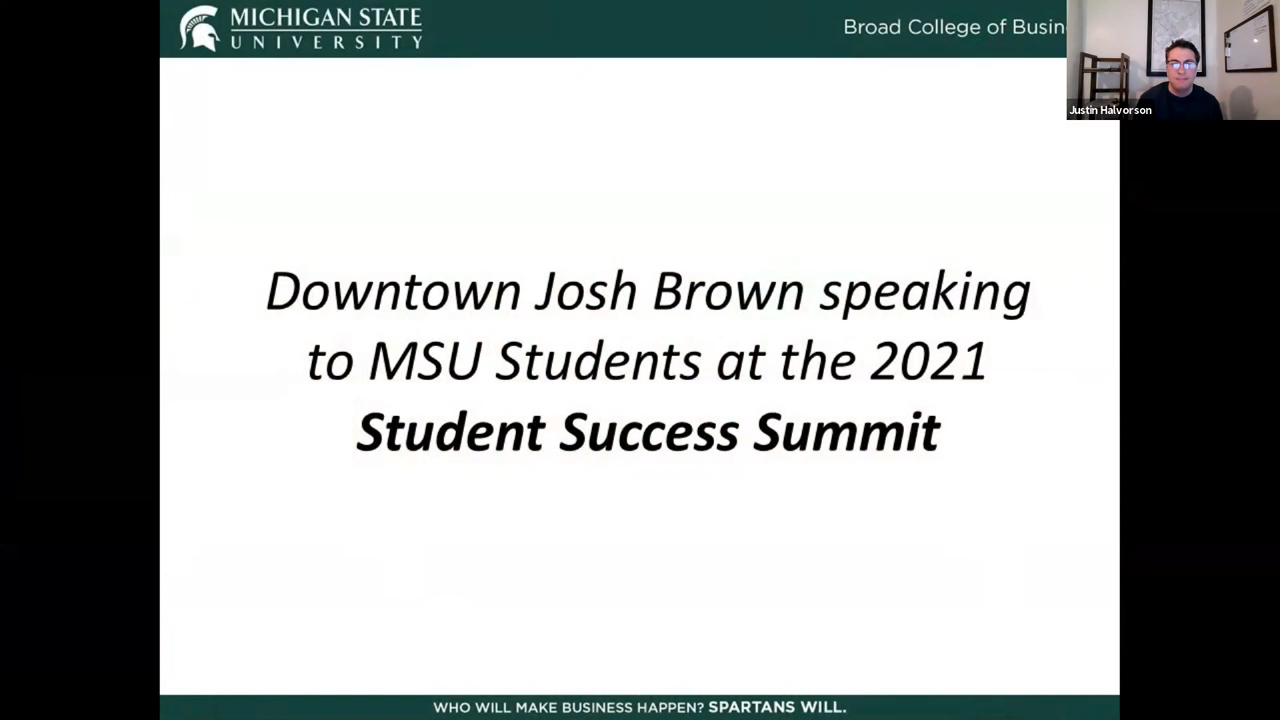 MICHIGAN STATE
UNIVERSITY
Broad College of Busin
Justin Halvorson
Downtown Josh Brown speaking
to MSU Students at the 2021
Student Success Summit
WHO WILL MAKE BUSINESS HAPPEN? SPARTANS WILL.